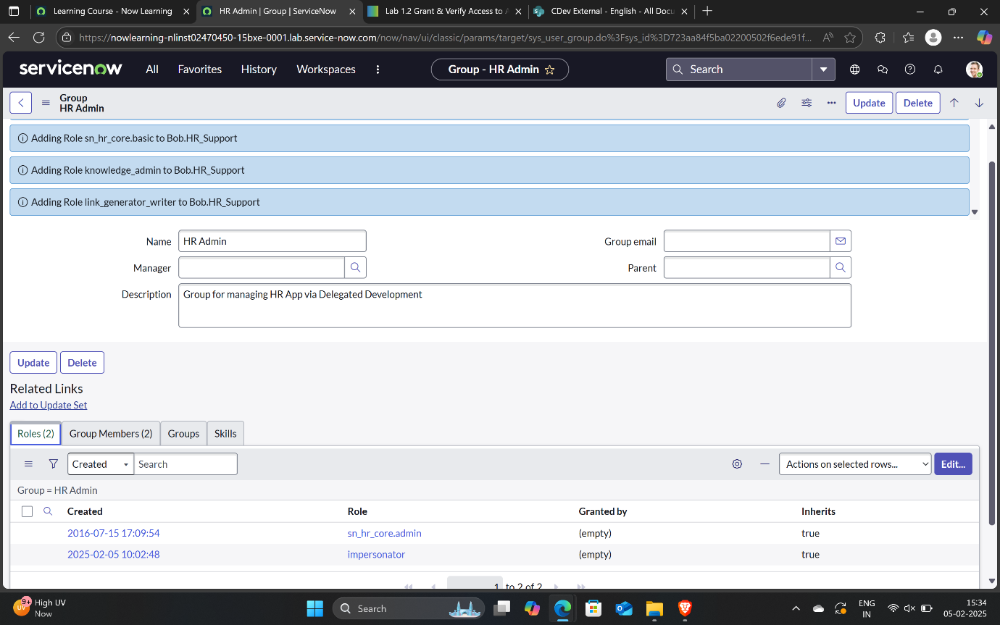 Learning Course - Now Learning
HR Admin | Group | ServiceNow
Lab 1.2 Grant & Verify Access to A
CDev External - English - All Docu
https://nowlearning-nlinst02470450-15bxe-0001.lab.service-now.com/now/nav/ui/classic/params/target/sys_user_group.do%3Fsys_id%3D723aa84f5ba02200502f6ede91f...
servicenow
All
Favorites
History
Workspaces
Group - HR Admin
Search
Group
HR Admin
Update
Delete
Adding Role sn_hr_core.basic to Bob.HR_Support
Adding Role knowledge_admin to Bob.HR_Support
Adding Role link_generator_writer to Bob.HR_Support
Name
HR Admin
Group email
Manager
Parent
Description
Group for managing HR App via Delegated Development
Update
Delete
Related Links
Add to Update Set
Roles (2)
Group Members (2)
Groups
Skills
Created
Search
Actions on selected rows...
Edit...
Group = HR Admin
Created
Role
Granted by
Inherits
2016-07-15 17:09:54
sn_hr_core.admin
(empty)
true
2025-02-05 10:02:48
impersonator
(empty)
true
1 to 2 of 2
UV
9+
High UV
Now
Search
ENG
IN
15:34
05-02-2025